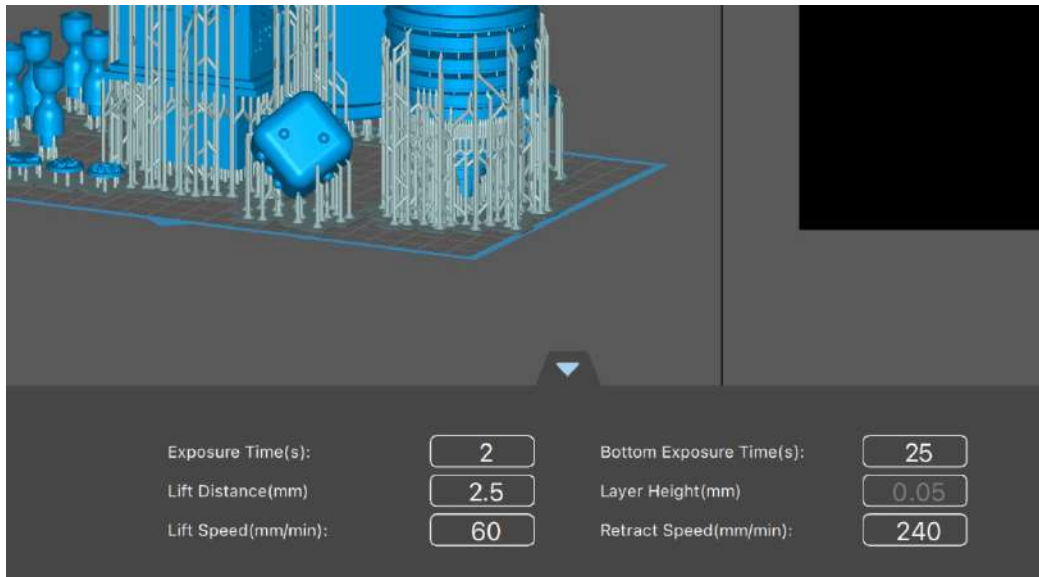 Exposure Time(s): 2 Bottom Exposure Time(s): 25
Lift Distance(mm) 2.5 Layer Height(mm) 0.05
Lift Speed(mm/min): 60 Retract Speed(mm/min): 240